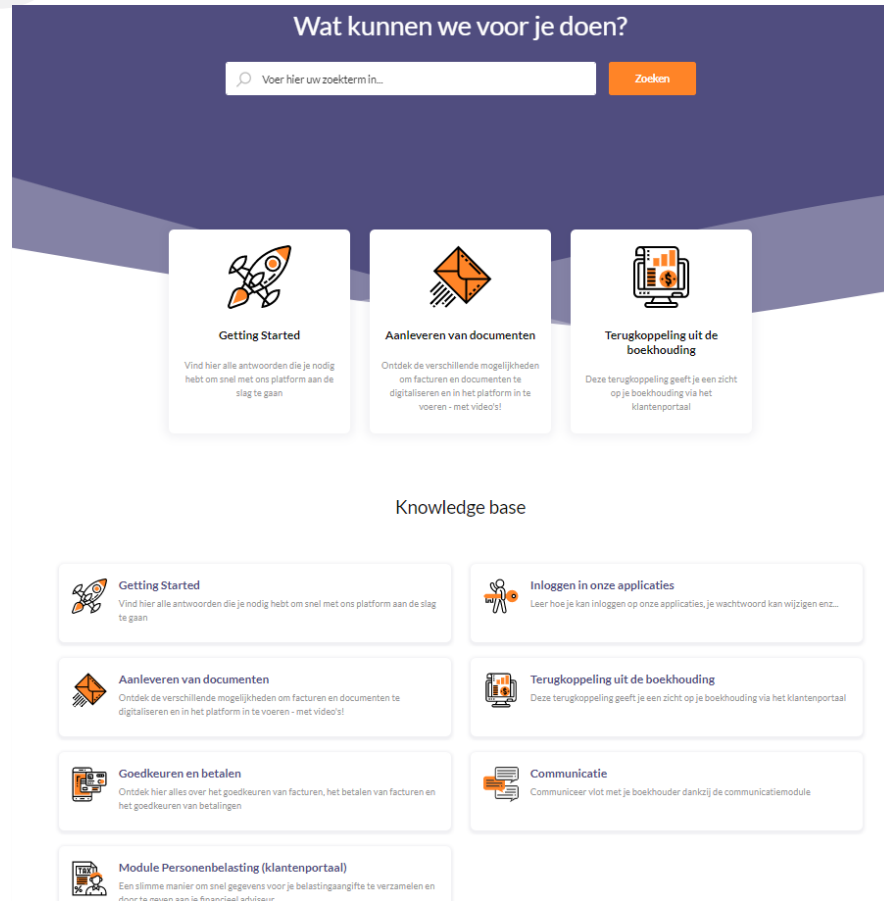 Wat kunnen we voor je doen?
Voer hier uw zoekterm in...
Zoeken
Getting Started
Vind hier alle antwoorden die je nodig
hebt om snel met ons platform aan de
slag te gaan
Aanleveren van documenten
Ontdek de verschillende mogelijkheden
om facturen en documenten te
digitaliseren en in het platform in te
voeren - met video's!
Terugkoppeling uit de
boekhouding
Deze terugkoppeling geeft je een zicht
op je boekhouding via het
klantenportaal
Knowledge base
Getting Started
Vind hier alle antwoorden die je nodig hebt om snel met ons platform aan de slag
te gaan
Inloggen in onze applicaties
Leer hoe je kan inloggen op onze applicaties, je wachtwoord kan wijzigen enz...
Aanleveren van documenten
Ontdek de verschillende mogelijkheden om facturen en documenten te
digitaliseren en in het platform in te voeren - met video's!
Terugkoppeling uit de boekhouding
Deze terugkoppeling geeft je een zicht op je boekhouding via het klantenportaal
Goedkeuren en betalen
Ontdek hier alles over het goedkeuren van facturen, het betalen van facturen en
het goedkeuren van betalingen
Communicatie
Communiceer vlot met je boekhouder dankzij de communicatiemodule
TAX
%
Module Personenbelasting (klantenportaal)
Een slimme manier om snel gegevens voor je belastingaangifte te verzamelen en
door te geven aan je financieel adviseur